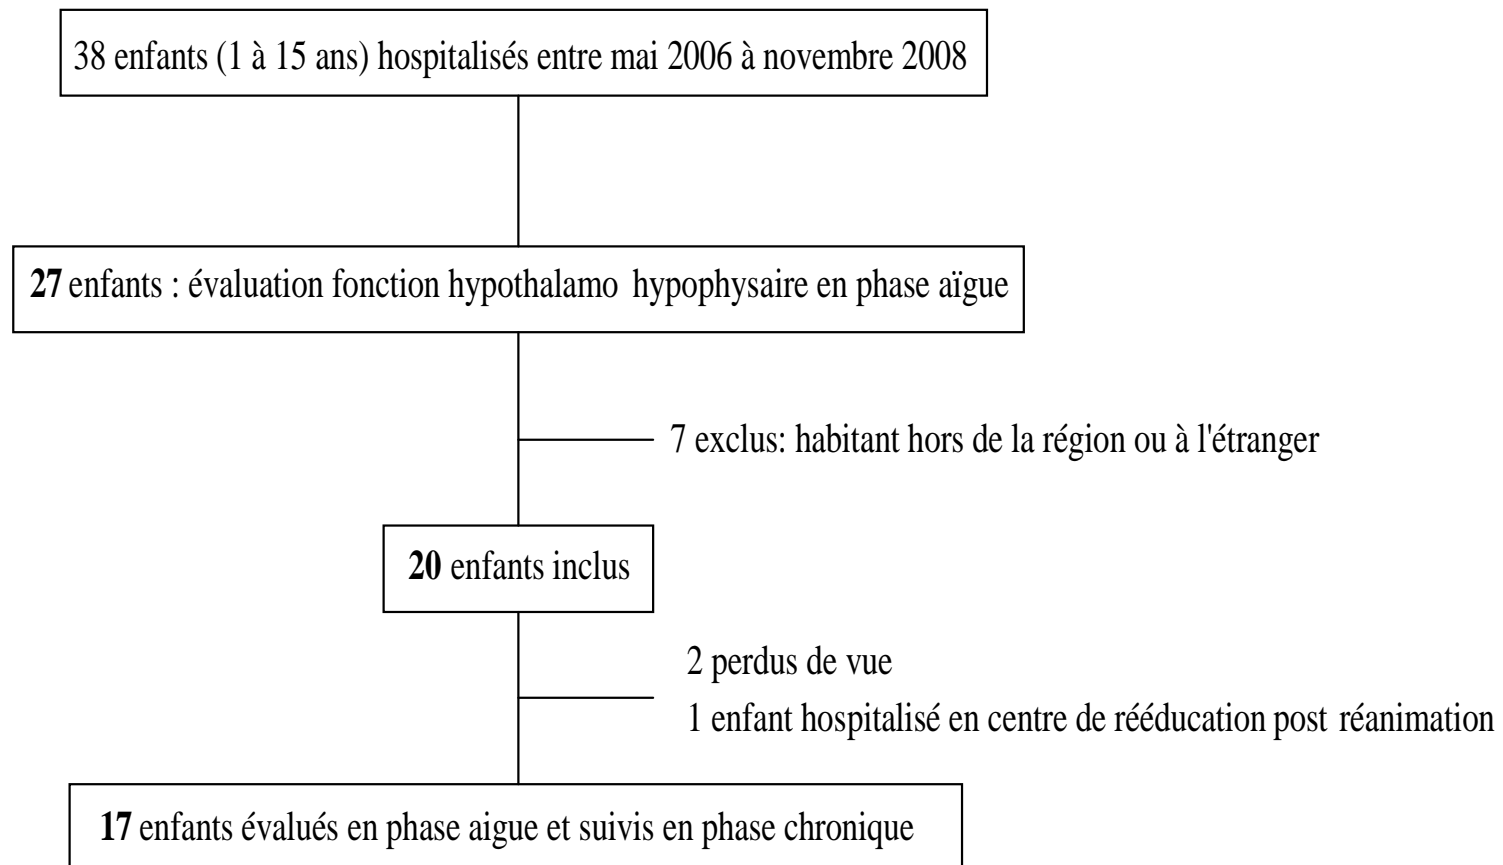 38 enfants (1 à 15 ans) hospitalisés entre mai 2006 à novembre 2008
27 enfants : évaluation fonction hypothalamo hypophysaire en phase aïgue
7 exclus: habitant hors de la région ou à l'étranger
20 enfants inclus
2 perdus de vue
1 enfant hospitalisé en centre de rééducation post réanimation
17 enfants évalués en phase aigue et suivis en phase chronique